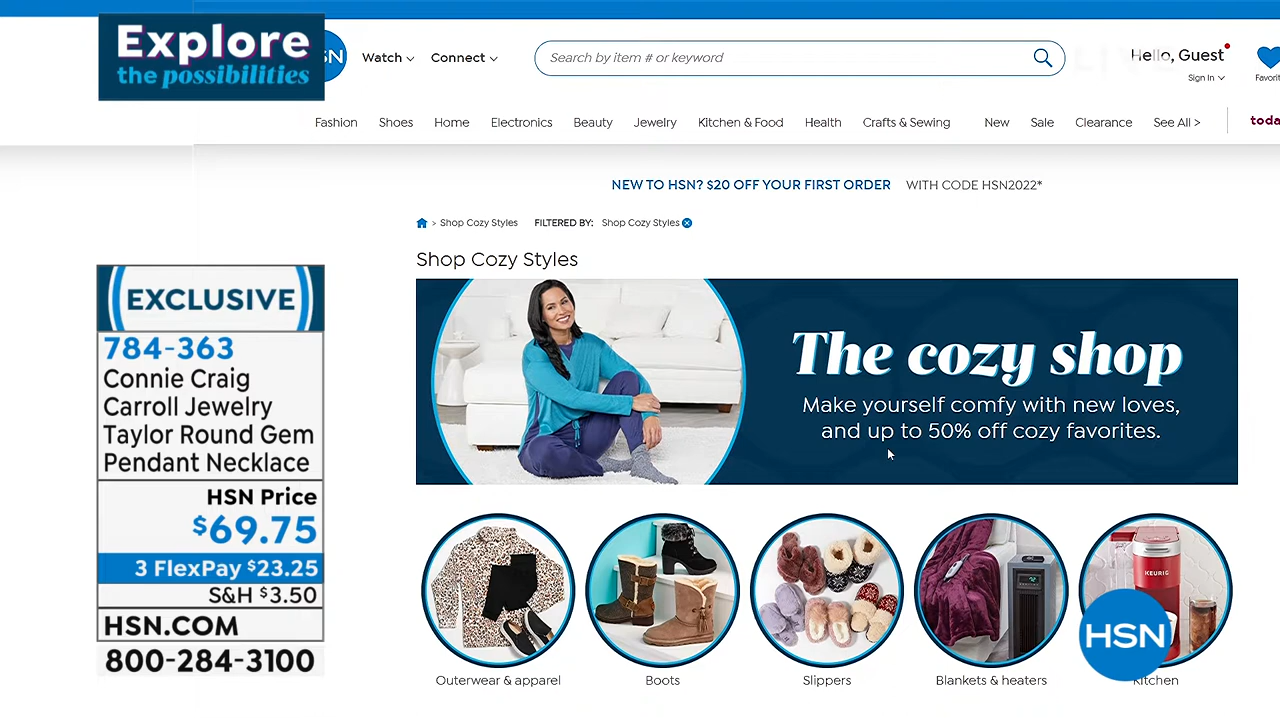 Explore
the possibilities
SN
Watch
Connect
Search by item # or keyword
Hello, Guest
Sign In
Favorit
Fashion
Shoes
Home
Electronics
Beauty
Jewelry
Kitchen & Food
Health
Crafts & Sewing
New
Sale
Clearance
See All >
toda
NEW TO HSN? $20 OFF YOUR FIRST ORDER WITH CODE HSN2022*
> Shop Cozy Styles FILTERED BY: Shop Cozy Styles
Shop Cozy Styles
The cozy shop
Make yourself comfy with new loves,
and up to 50% off cozy favorites.
EXCLUSIVE
784-363
Connie Craig
Carroll Jewelry
Taylor Round Gem
Pendant Necklace
HSN Price
$69.75
3 FlexPay $23.25
S&H $3.50
HSN.COM
800-284-3100
KEURIG
HSN
Outerwear & apparel
Boots
Slippers
Blankets & heaters
Kitchen